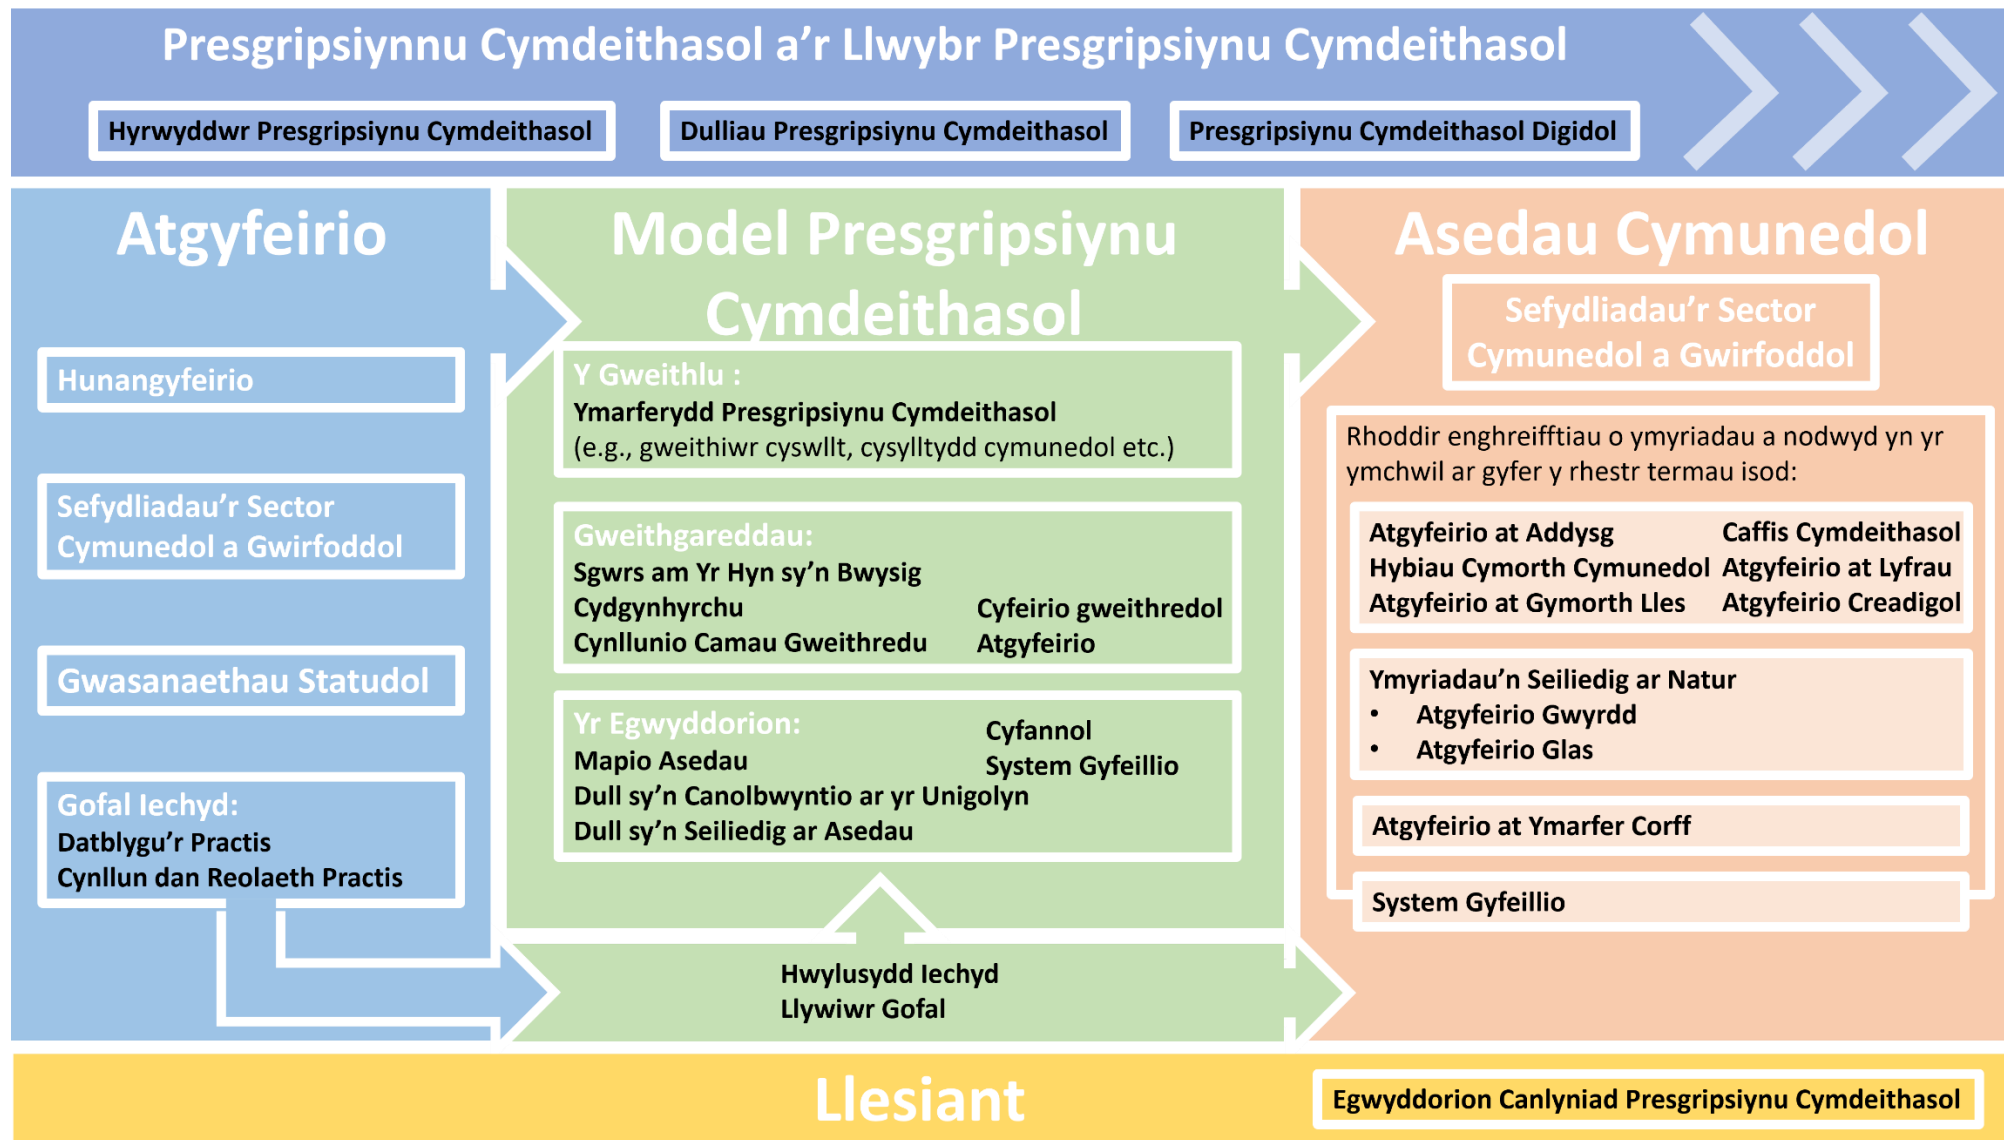 Presgripsiynnu Cymdeithasol a’r Llwybr Presgripsiynu Cymdeithasol
Hyrwyddwr Presgripsiynu Cymdeithasol
Dulliau Presgripsiynu Cymdeithasol
Presgripsiynu Cymdeithasol Digidol
Atgyfeirio
Hunangyfeirio
Sefydliadau’r Sector
Cymunedol a Gwirfoddol
Gwasanaethau Statudol
Gofal Iechyd:
Datblygu’r Practis
Cynllun dan Reolaeth Practis
Model Presgripsiynu
Cymdeithasol
Y Gweithlu :
Ymarferydd Presgripsiynu Cymdeithasol
(e.g., gweithiwr cyswllt, cysylltydd cymunedol etc.)
Gweithgareddau:
Sgwrs am Yr Hyn sy’n Bwysig
Cydgynhyrchu
Cynllunio Camau Gweithredu
Cyfeirio gweithredol
Atgyfeirio
Yr Egwyddorion:
Mapio Asedau
Dull sy’n Canolbwyntio ar yr Unigolyn
Dull sy’n Seiliedig ar Asedau
Cyfannol
System Gyfeillio
Hwylusydd Iechyd
Llywiwr Gofal
Asedau Cymunedol
Sefydliadau’r Sector
Cymunedol a Gwirfoddol
Rhoddir enghreifftiau o ymyriadau a nodwyd yn yr
ymchwil ar gyfer y rhestr termau isod:
Atgyfeirio at Addysg
Hybiau Cymorth Cymunedol
Atgyfeirio at Gymorth Lles
Caffis Cymdeithasol
Atgyfeirio at Lyfrau
Atgyfeirio Creadigol
Ymyriadau’n Seiliedig ar Natur
• Atgyfeirio Gwyrdd
• Atgyfeirio Glas
Atgyfeirio at Ymarfer Corff
System Gyfeillio
Llesiant
Egwyddorion Canlyniad Presgripsiynu Cymdeithasol